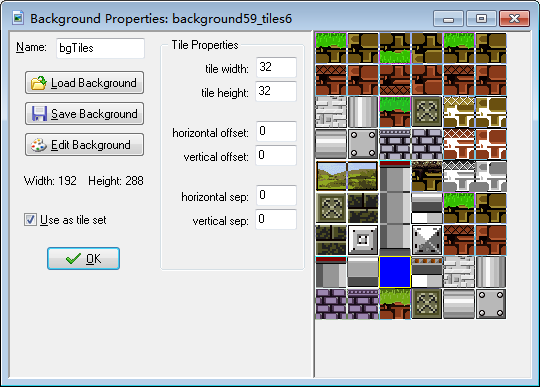 Background Properties: background59_tiles6
Name: bgTiles
Load Background
Save Background
Edit Background
Width: 192 Height: 288
Use as tile set
OK
Tile Properties
tile width: 32
tile height: 32
horizontal offset: 0
vertical offset: 0
horizontal sep: 0
vertical sep: 0